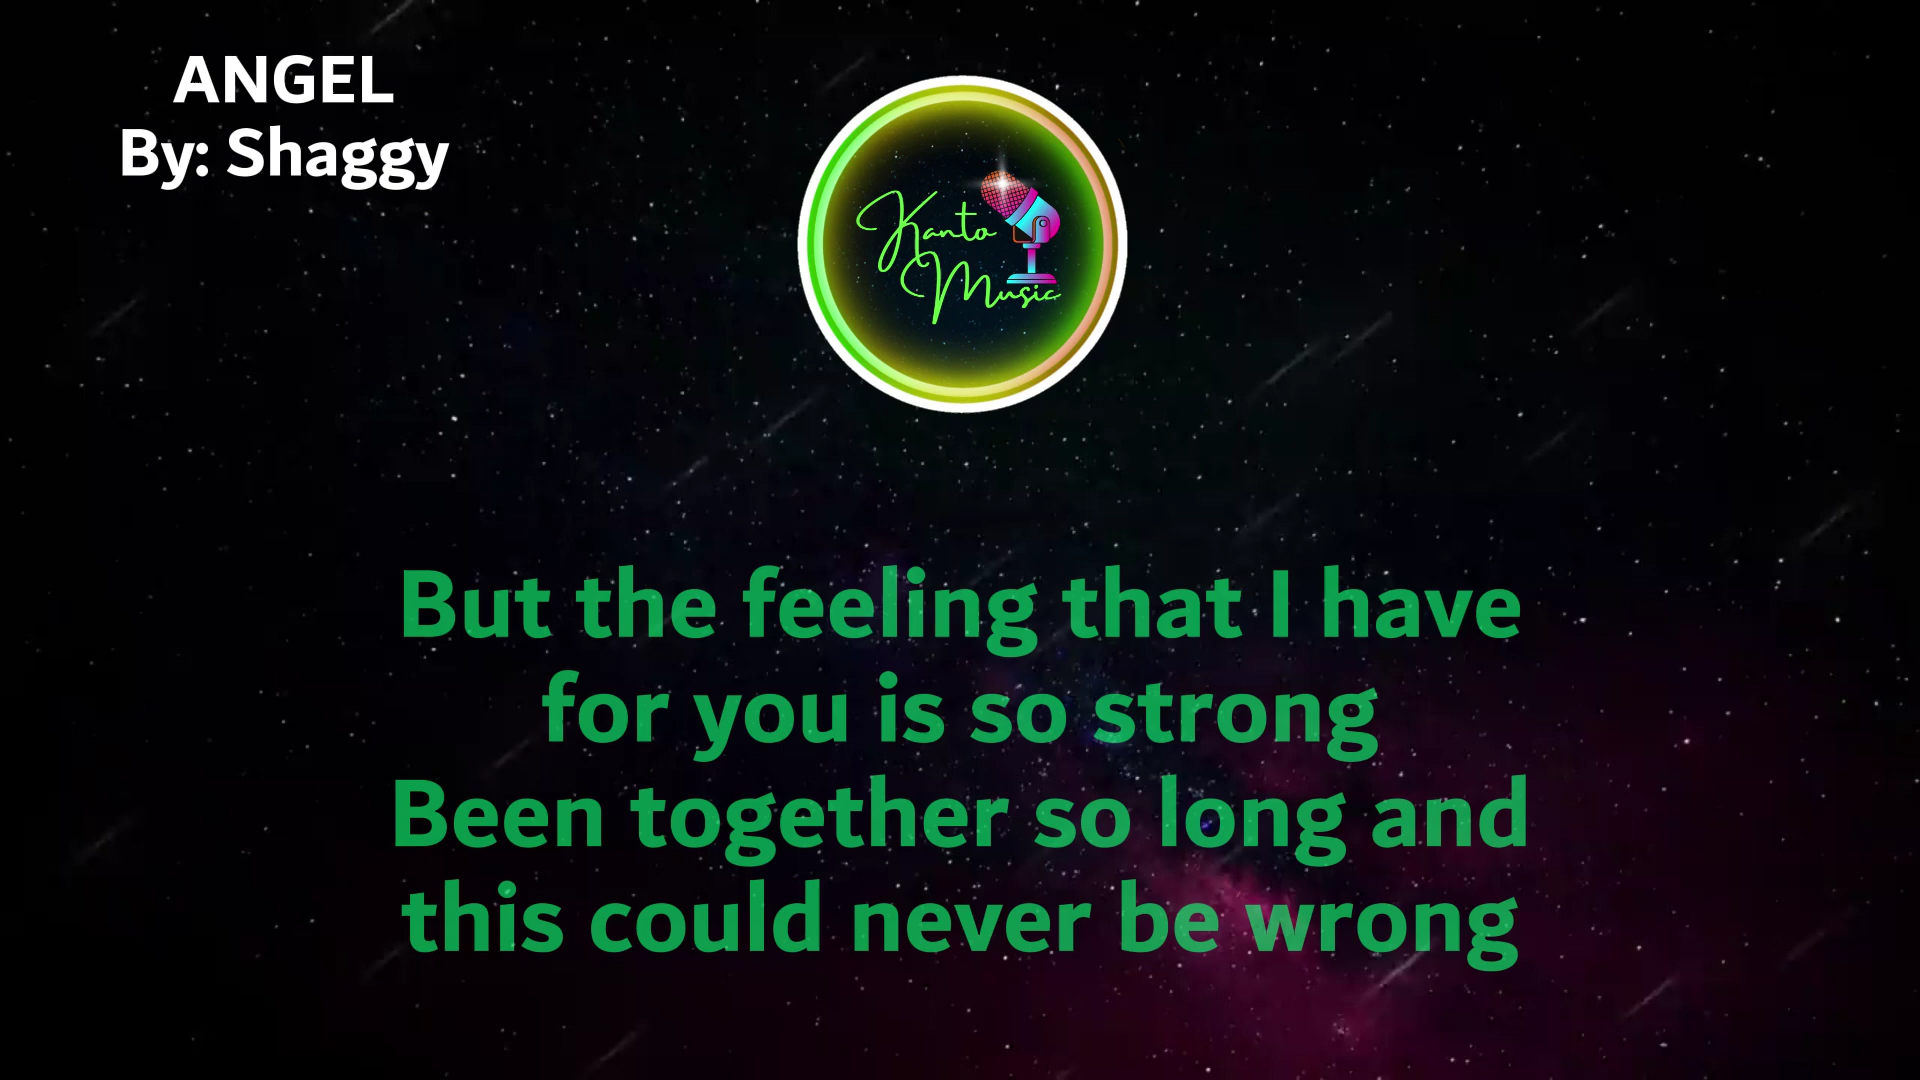 ANGEL
By: Shaggy
Kanto
Music
But the feeling that I have
for you is so strong
Been together so long and
this could never be wrong